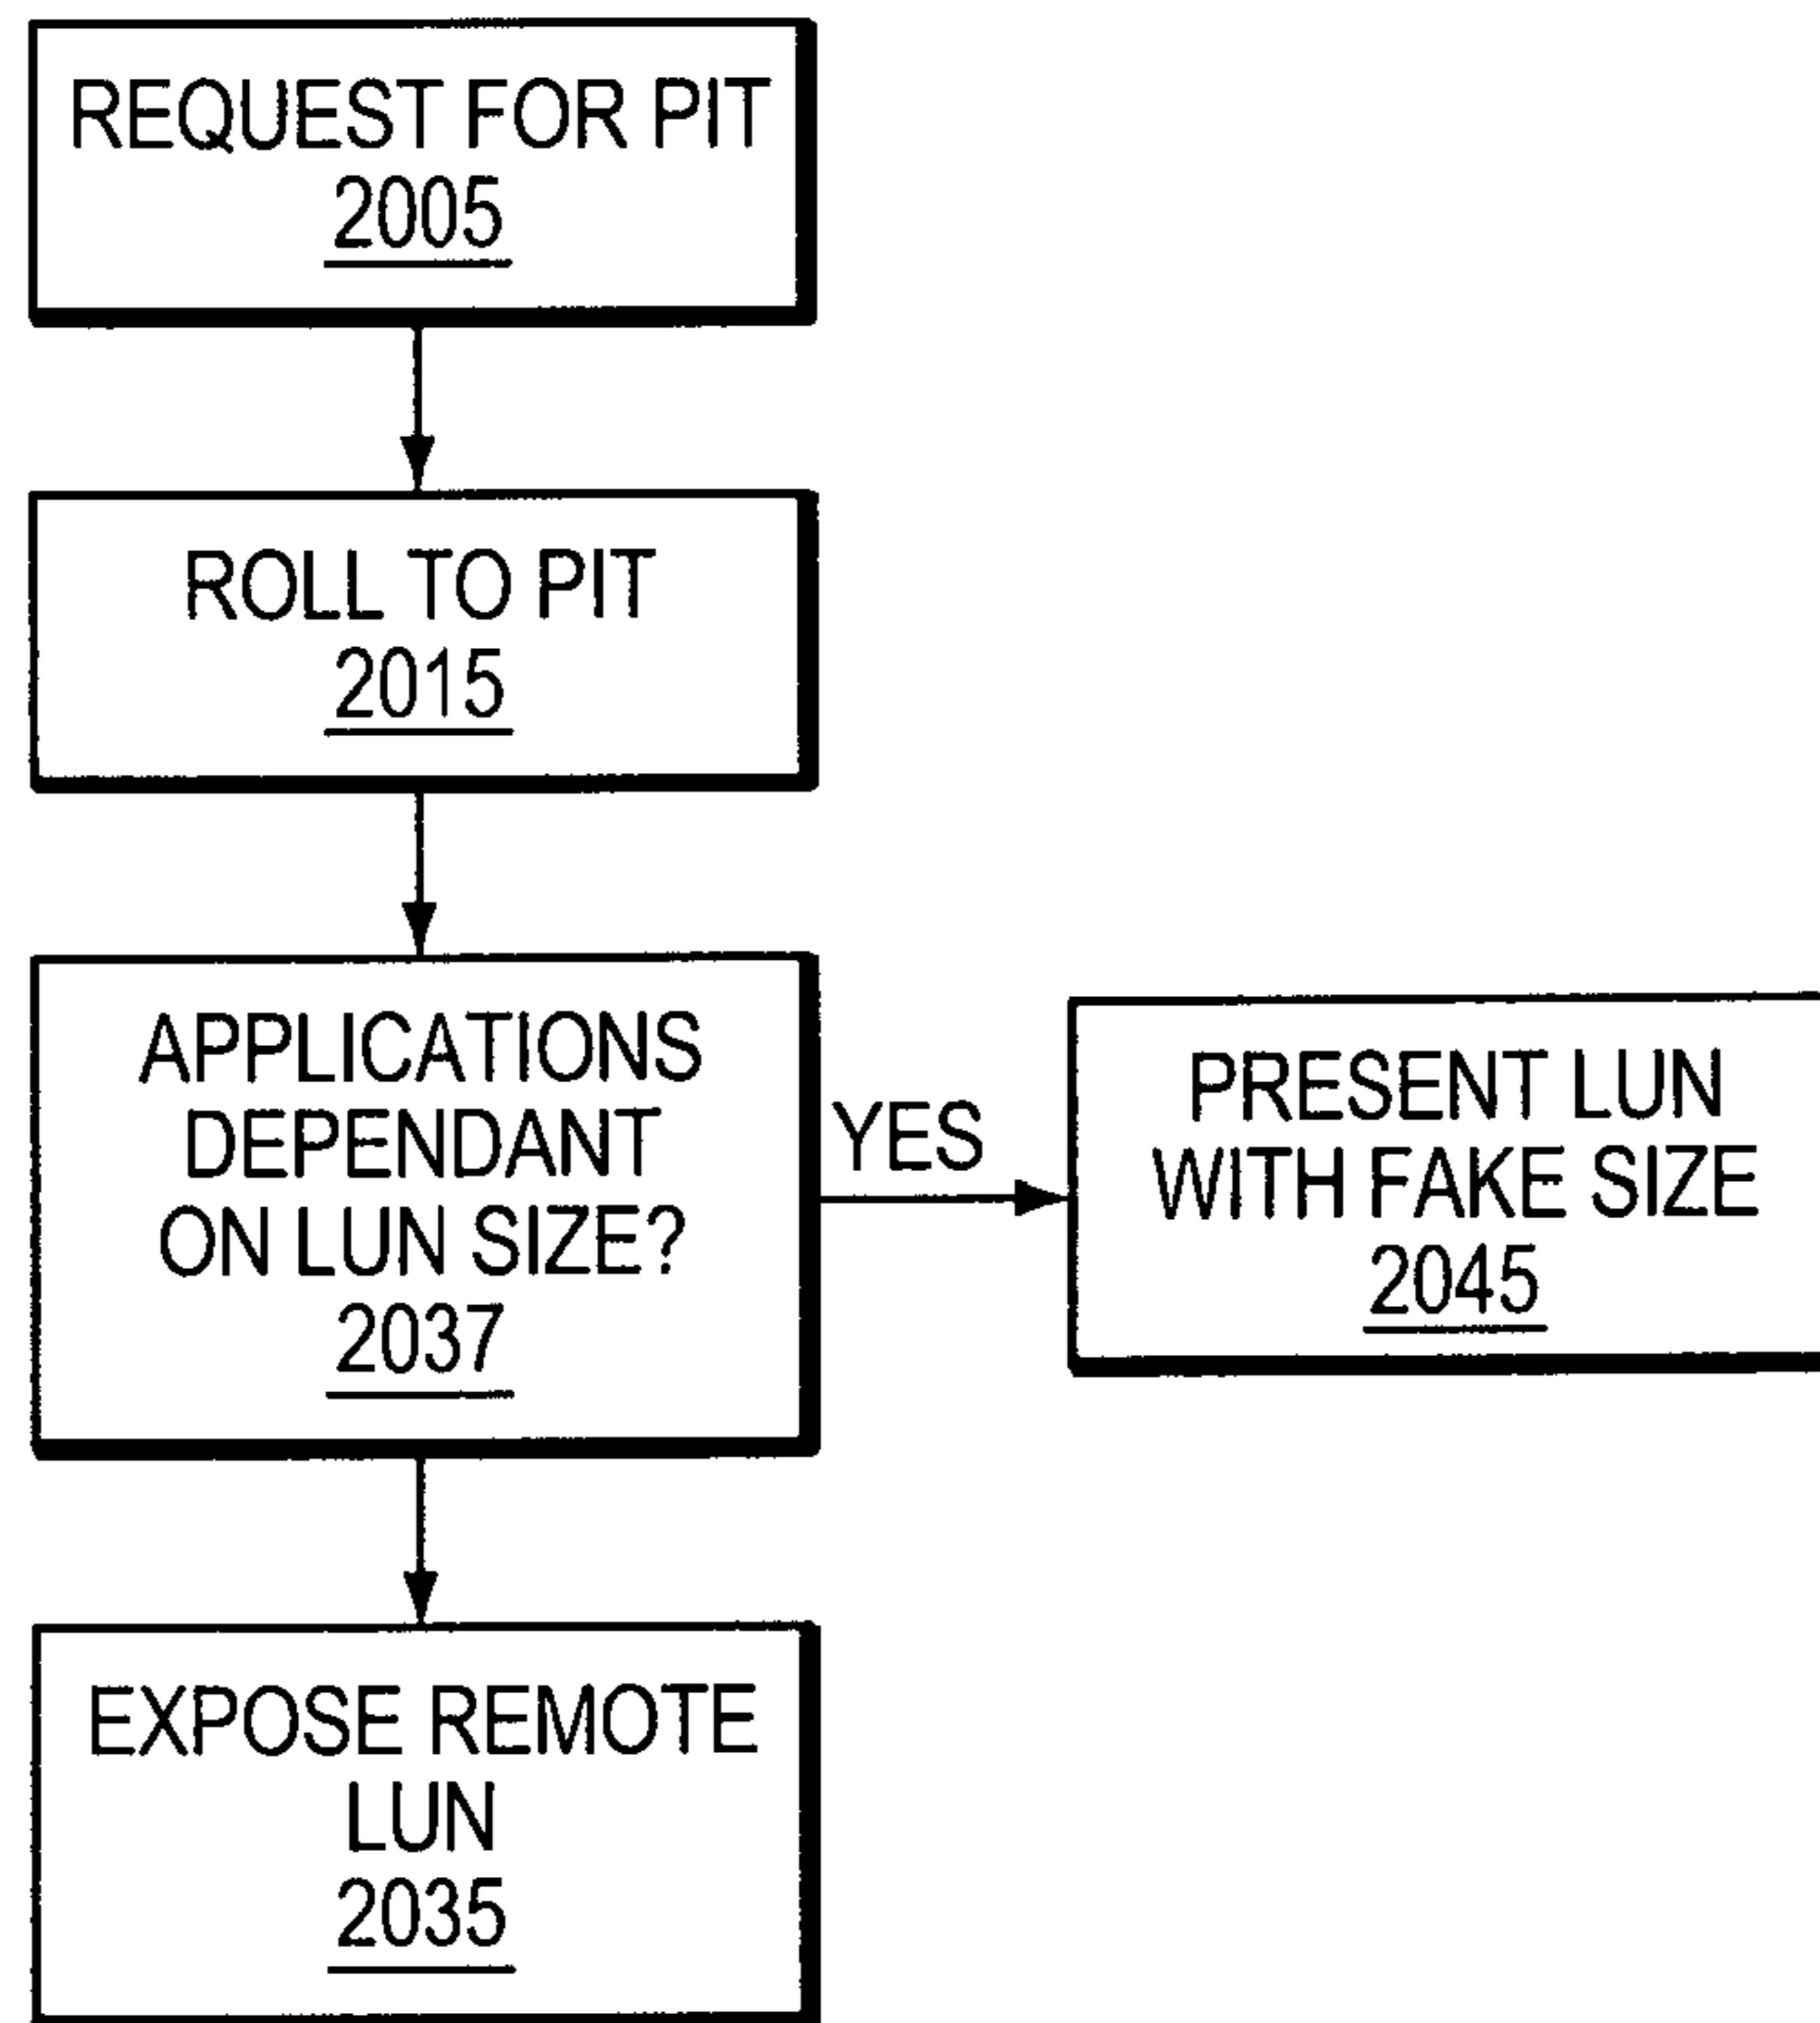 REQUEST FOR PIT
2005
ROLL TO PIT
2015
APPLICATIONS
DEPENDANT
ON LUN SIZE?
2037
YES
PRESENT LUN
WITH FAKE SIZE
2045
EXPOSE REMOTE
LUN
2035